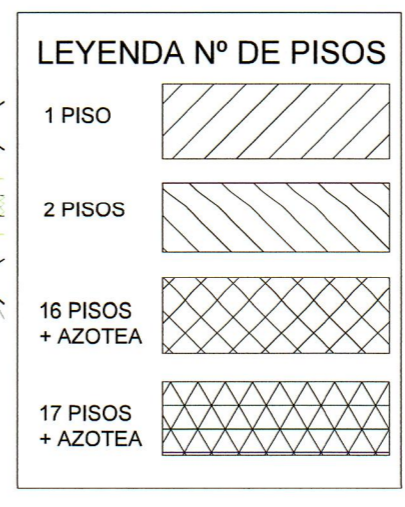 LEYENDA Nº DE PISOS
1 PISO
2 PISOS
16 PISOS
+ AZOTEA
17 PISOS
+ AZOTEA